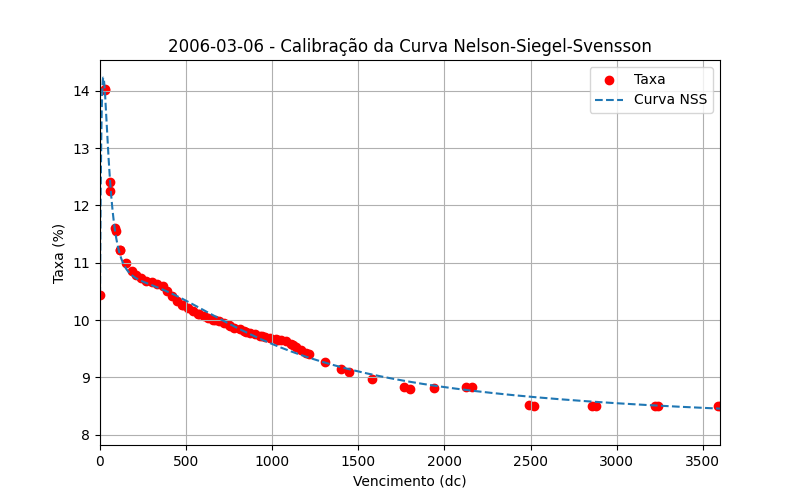 2006-03-06 - Calibração da Curva Nelson-Siegel-Svensson
Taxa
Curva NSS
Taxa (%)
14
13
12
11
10
9
8
0 500 1000 1500 2000 2500 3000 3500
Vencimento (dc)